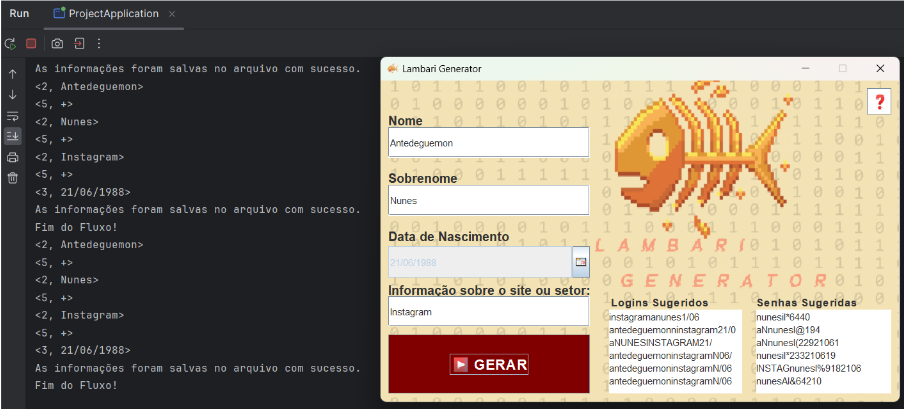 Run
ProjectApplication
As informações foram salvas no arquivo com sucesso.
<2, Antedeguemon>
<5, +>
<2, Nunes>
<5, +>
<2, Instagram>
<5, +>
<3, 21/06/1988>
As informações foram salvas no arquivo com sucesso.
Fim do Fluxo!
<2, Antedeguemon>
<5, +>
<2, Nunes>
<5, +>
<2, Instagram>
<5, +>
<3, 21/06/1988>
As informações foram salvas no arquivo com sucesso.
Fim do Fluxo!
Lambari Generator
?
Nome
Antedeguemon
Sobrenome
Nunes
Data de Nascimento
21/06/1988
Informação sobre o site ou setor:
Instagram
GERAR
LAMBARI
GENERATOR
Logins Sugeridos
instagramanunes1/06
antedeguemonninstagram21/0
aNUNESINSTAGRAM21/
antedeguemoninstagramN06/
antedeguemoninstagramN/06
antedeguemoninstagramN/06
Senhas Sugeridas
nunesiI*6440
aNunesI@194
aNunesI(22921061
nunesiI*233210619
INSTAGnunesI%9182106
nunesAI&64210